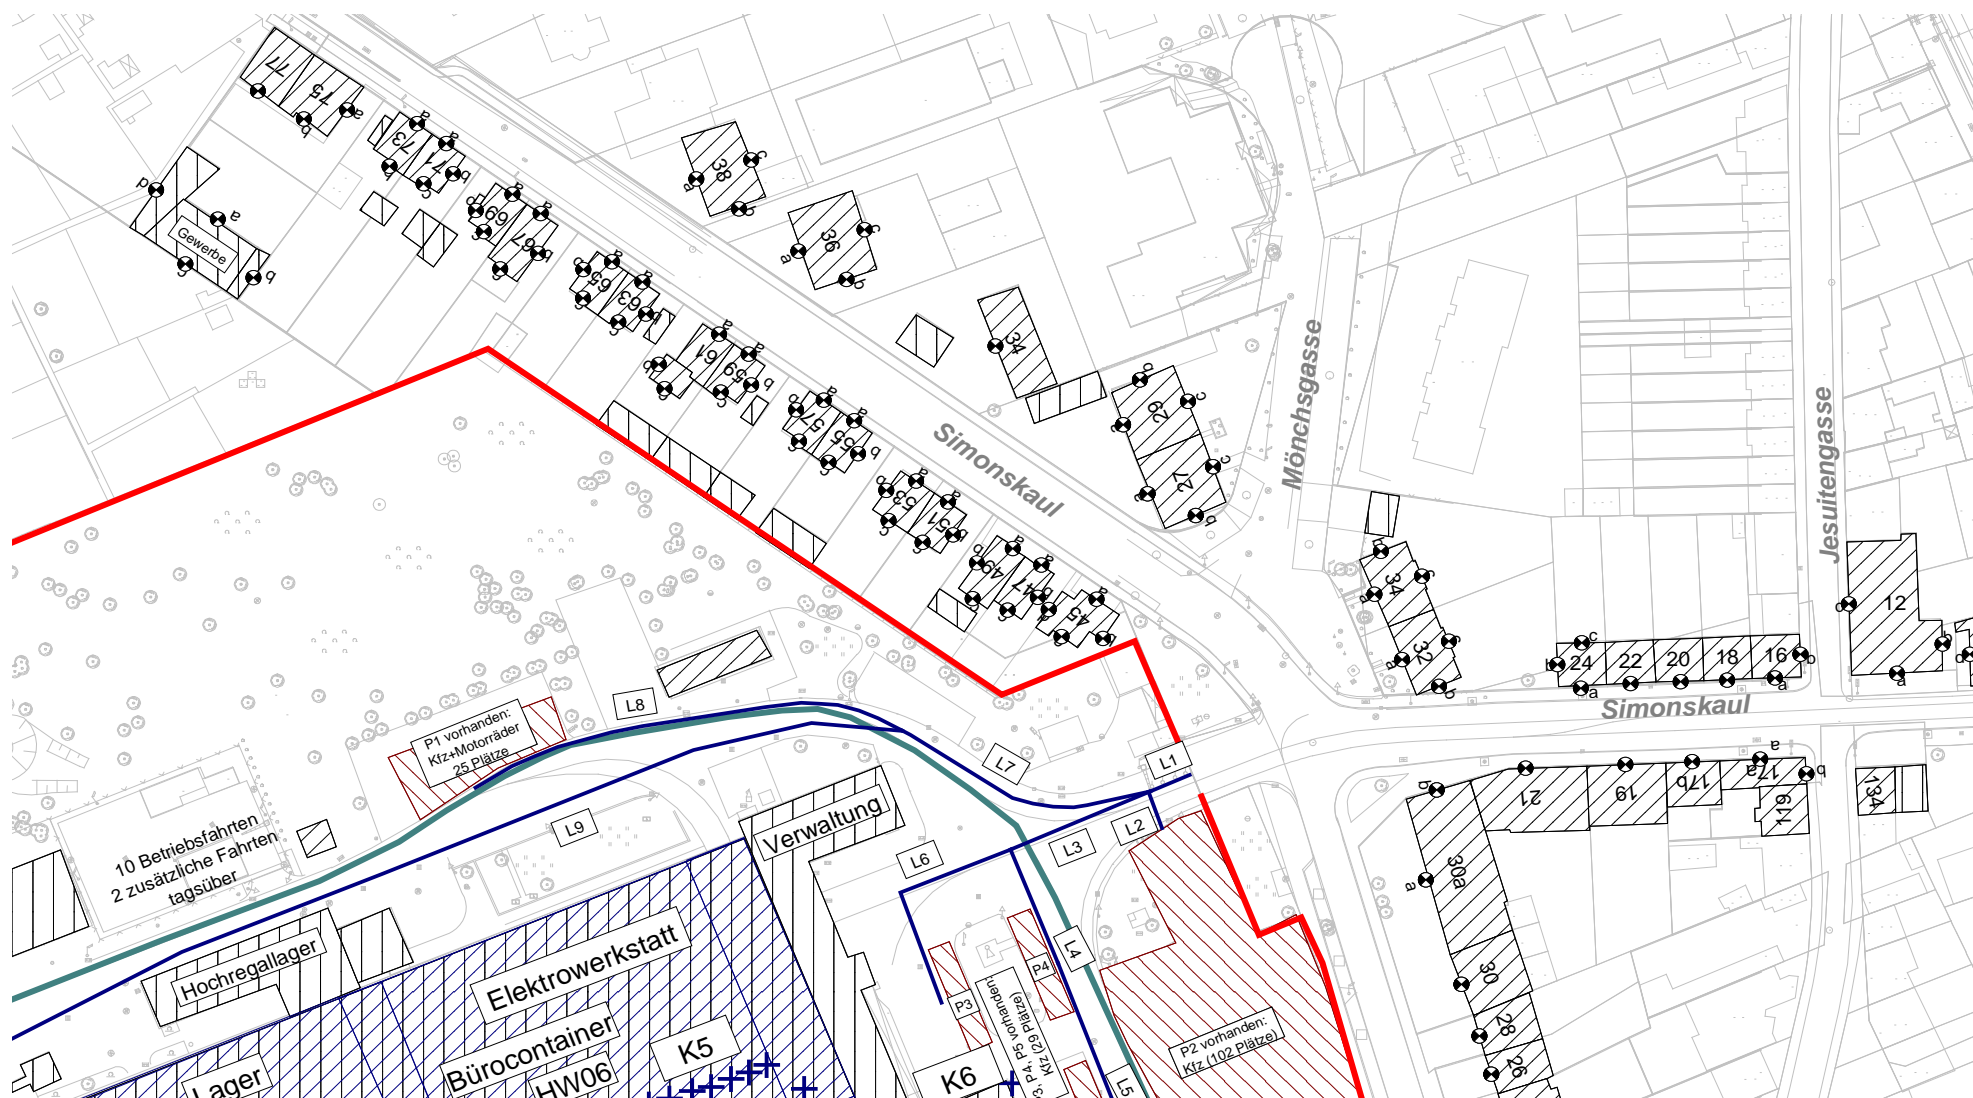 77
75
a
b
73
a
71
a
b
b
c
d
a
Gewerbe
c
b
69
a
67
a
b
b
c
c
38
c
a
b
36
c
a
b
65
a
63
a
b
b
c
c
34
a
61
a
59
a
b
b
c
c
57
a
55
a
b
b
c
c
29
b
c
a
27
c
a
b
Simonskaul
Mönchsgasse
Jesuitengasse
53
a
51
a
b
b
c
c
49
a
47
a
b
b
c
c
45
a
34
b
c
a
32
c
a
b
24
22
20
18
16
c
b
a
a
b
12
c
b
a
Simonskaul
L8
P1 vorhanden:
Kfz+Motorräder
25 Plätze
L7
L1
L9
L6
L3
L2
Verwaltung
10 Betriebsfahrten
2 zusätzliche Fahrten
tagsüber
Hochregallager
Elektrowerkstatt
Bürocontainer
HW06
Lager
K5
K6
P3
P4
L4
L5
3, P4, P5 vorhanden,
Kfz (29 Plätze)
P2 vorhanden:
Kfz (102 Plätze)
21
19
17b
17a
a
b
119
134
b
30a
a
30
28
26